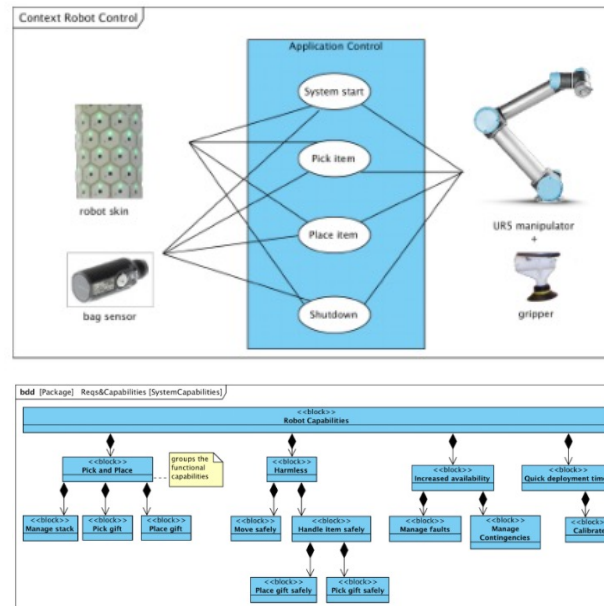 Context Robot Control
Application Control
System start
Pick item
robot skin
Place item
UR5 manipulator
+
bag sensor
Shutdown
gripper
bdd [Package] Reqs&Capabilities [SystemCapabilities]
<<block>>
Robot Capabilities
<<block>>
Pick and Place
groups the
functional
capabilities
<<block>>
Harmless
<<block>>
Increased availability
<<block>>
Quick deployment time
<<block>>
Manage stack
<<block>>
Pick gift
<<block>>
Place gift
<<block>>
Move safely
<<block>>
Handle item safely
<<block>>
Manage faults
<<block>>
Manage
Contingencies
<<block>>
Calibrate
<<block>>
Place gift safely
<<block>>
Pick gift safely